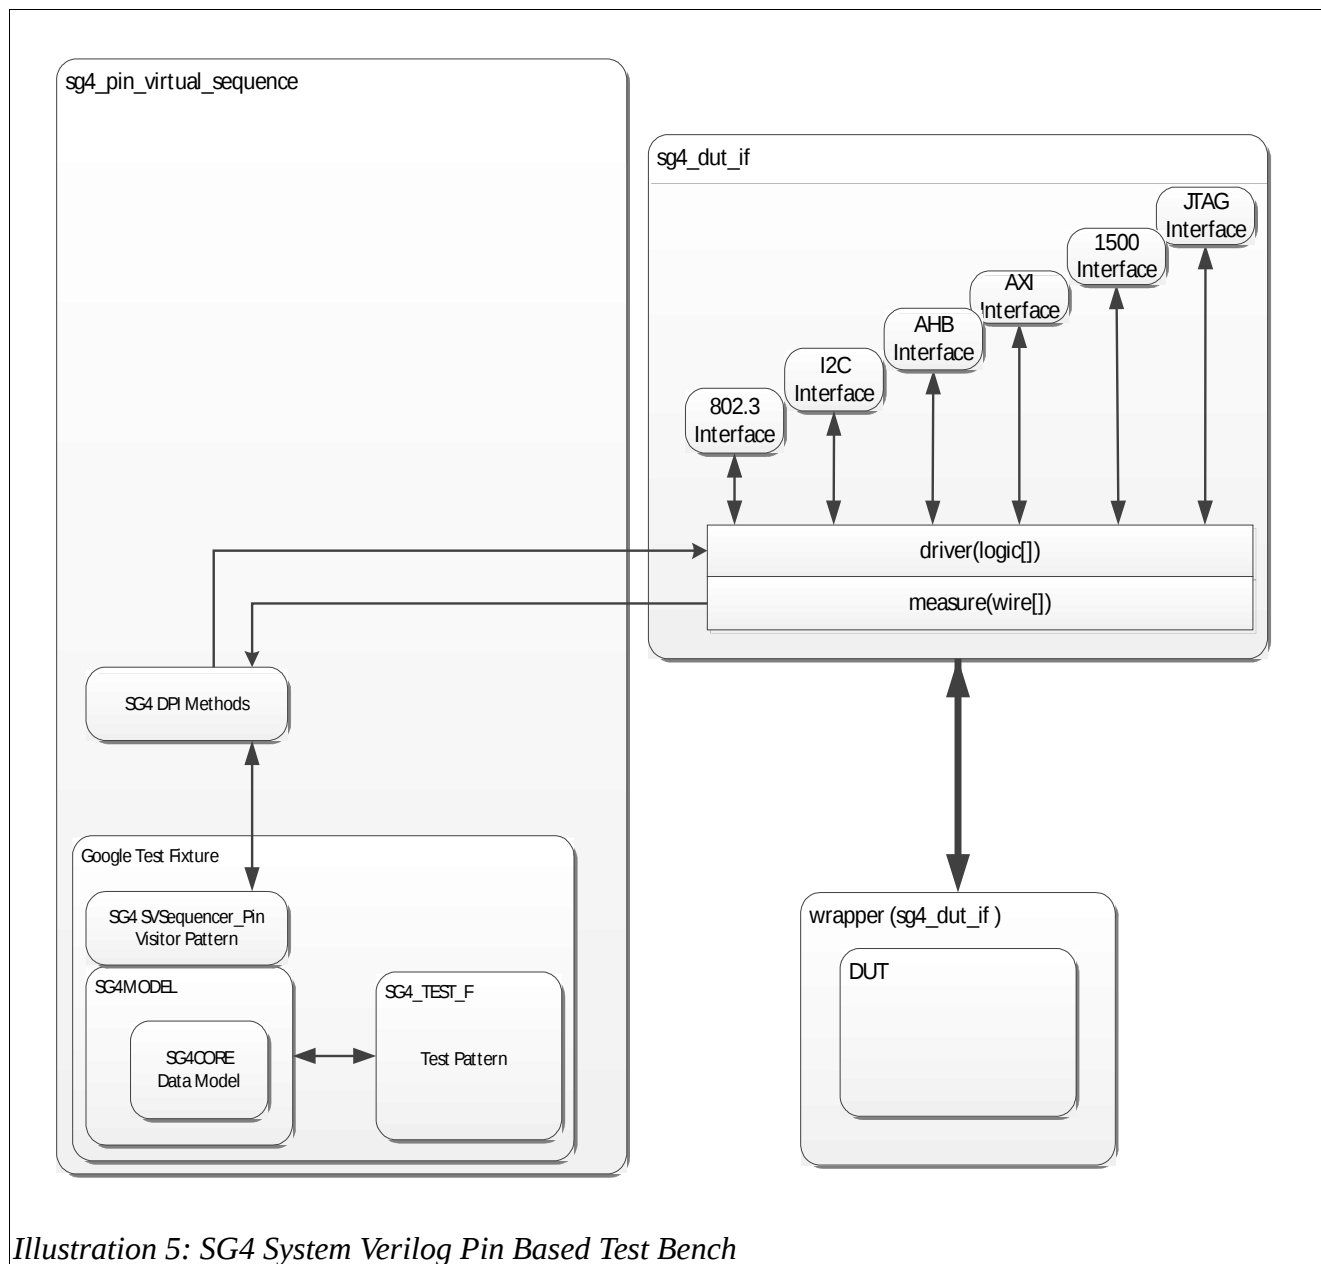 sg4_pin_virtual_sequence
sg4_dut_if
JTAG
Interface
1500
Interface
AXI
Interface
AHB
Interface
I2C
Interface
802.3
Interface
driver(logic[])
measure(wire[])
SG4 DPI Methods
Google Test Fixture
SG4 SVSequencer_Pin
Visitor Pattern
SG4MODEL
SG4CORE
Data Model
SG4_TEST_F
Test Pattern
wrapper (sg4_dut_if )
DUT
Illustration 5: SG4 System Verilog Pin Based Test Bench